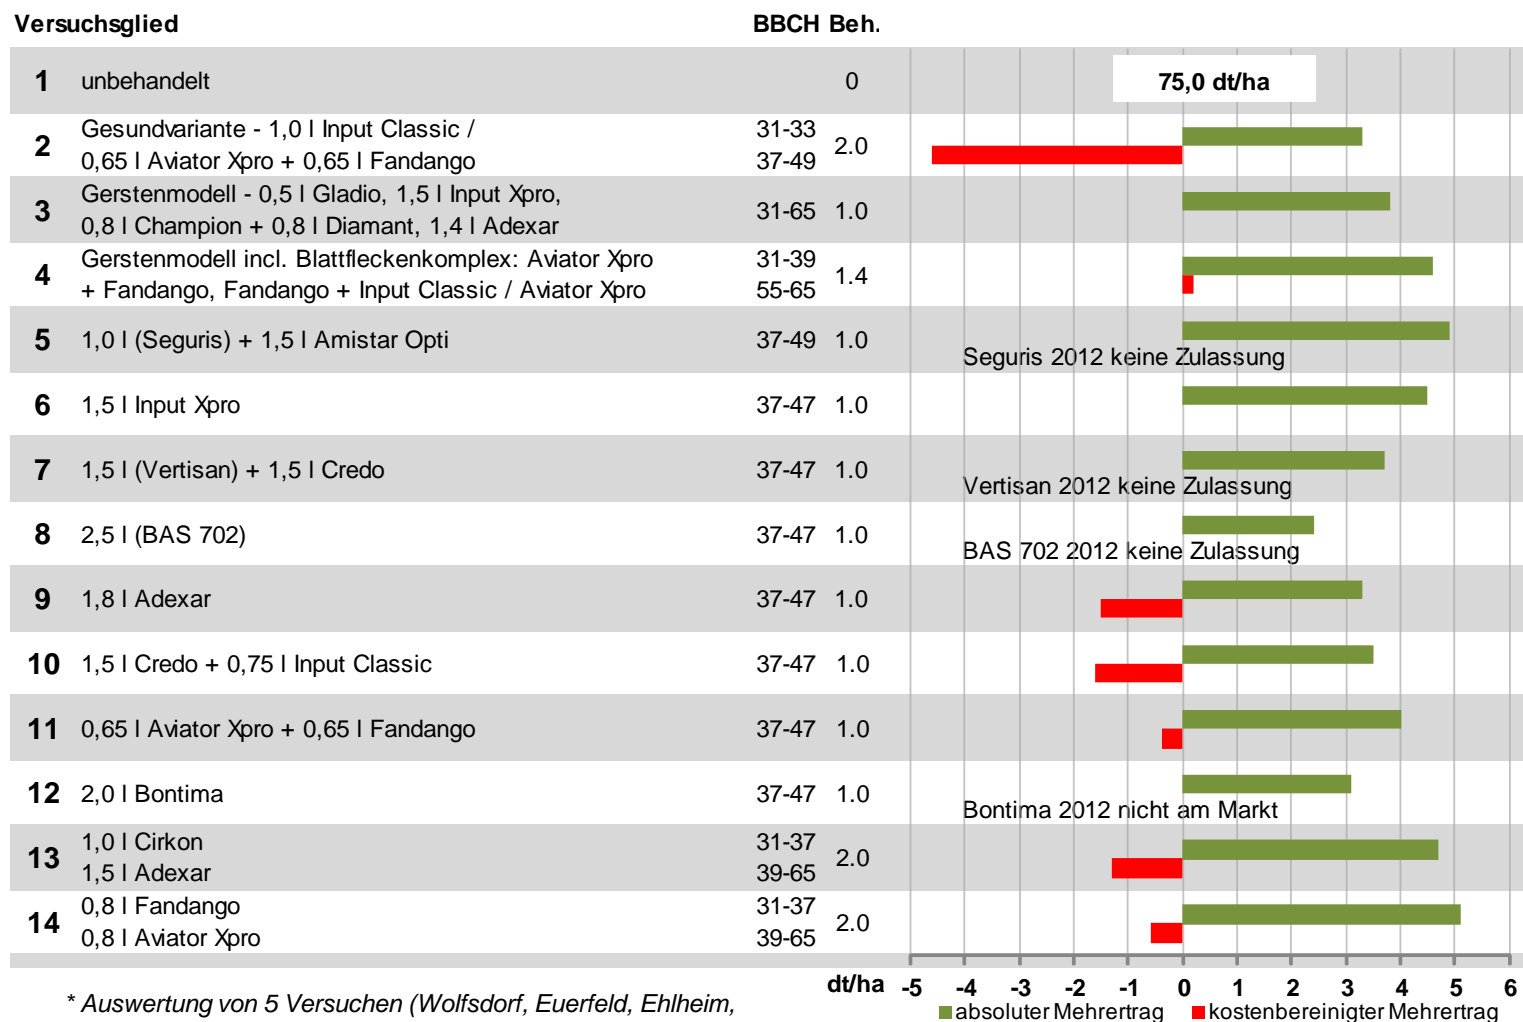 Versuchsglied BBCH Beh.
1 unbehandelt 0 75,0 dt/ha
Gesundvariante - 1,0 l Input Classic / 31-33
2 2.0
0,65 l Aviator Xpro + 0,65 l Fandango 37-49
Gerstenmodell - 0,5 l Gladio, 1,5 l Input Xpro,
3 31-65 1.0
0,8 l Champion + 0,8 l Diamant, 1,4 l Adexar
Gerstenmodell incl. Blattfleckenkomplex: Aviator Xpro 31-39
4 1.4
+ Fandango, Fandango + Input Classic / Aviator Xpro 55-65
5 1,0 l (Seguris) + 1,5 l Amistar Opti 37-49 1.0
Seguris 2012 keine Zulassung
6 1,5 l Input Xpro 37-47 1.0
7 1,5 l (Vertisan) + 1,5 l Credo 37-47 1.0
Vertisan 2012 keine Zulassung
8 2,5 l (BAS 702) 37-47 1.0
BAS 702 2012 keine Zulassung
9 1,8 l Adexar 37-47 1.0
10 1,5 l Credo + 0,75 l Input Classic 37-47 1.0
11 0,65 l Aviator Xpro + 0,65 l Fandango 37-47 1.0
12 2,0 l Bontima 37-47 1.0
Bontima 2012 nicht am Markt
1,0 l Cirkon 31-37
13 2.0
1,5 l Adexar 39-65
0,8 l Fandango 31-37
14 2.0
0,8 l Aviator Xpro 39-65
dt/ha -5 -4 -3 -2 -1 0 1 2 3 4 5 6
* Auswertung von 5 Versuchen (Wolfsdorf, Euerfeld, Ehlheim,
absoluter Mehrertrag kostenbereinigter Mehrertrag